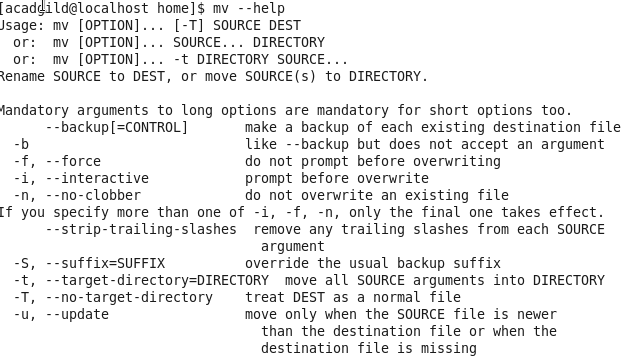 [acadgild@localhost home]$ mv --help
Usage: mv [OPTION]... [-T] SOURCE DEST
  or:  mv [OPTION]... SOURCE... DIRECTORY
  or:  mv [OPTION]... -t DIRECTORY SOURCE...
Rename SOURCE to DEST, or move SOURCE(s) to DIRECTORY.

Mandatory arguments to long options are mandatory for short options too.
      --backup[=CONTROL]       make a backup of each existing destination file
  -b                           like --backup but does not accept an argument
  -f, --force                  do not prompt before overwriting
  -i, --interactive            prompt before overwrite
  -n, --no-clobber             do not overwrite an existing file
If you specify more than one of -i, -f, -n, only the final one takes effect.
      --strip-trailing-slashes  remove any trailing slashes from each SOURCE
                                 argument
  -S, --suffix=SUFFIX          override the usual backup suffix
  -t, --target-directory=DIRECTORY  move all SOURCE arguments into DIRECTORY
  -T, --no-target-directory    treat DEST as a normal file
  -u, --update                 move only when the SOURCE file is newer
                                 than the destination file or when the
                                 destination file is missing